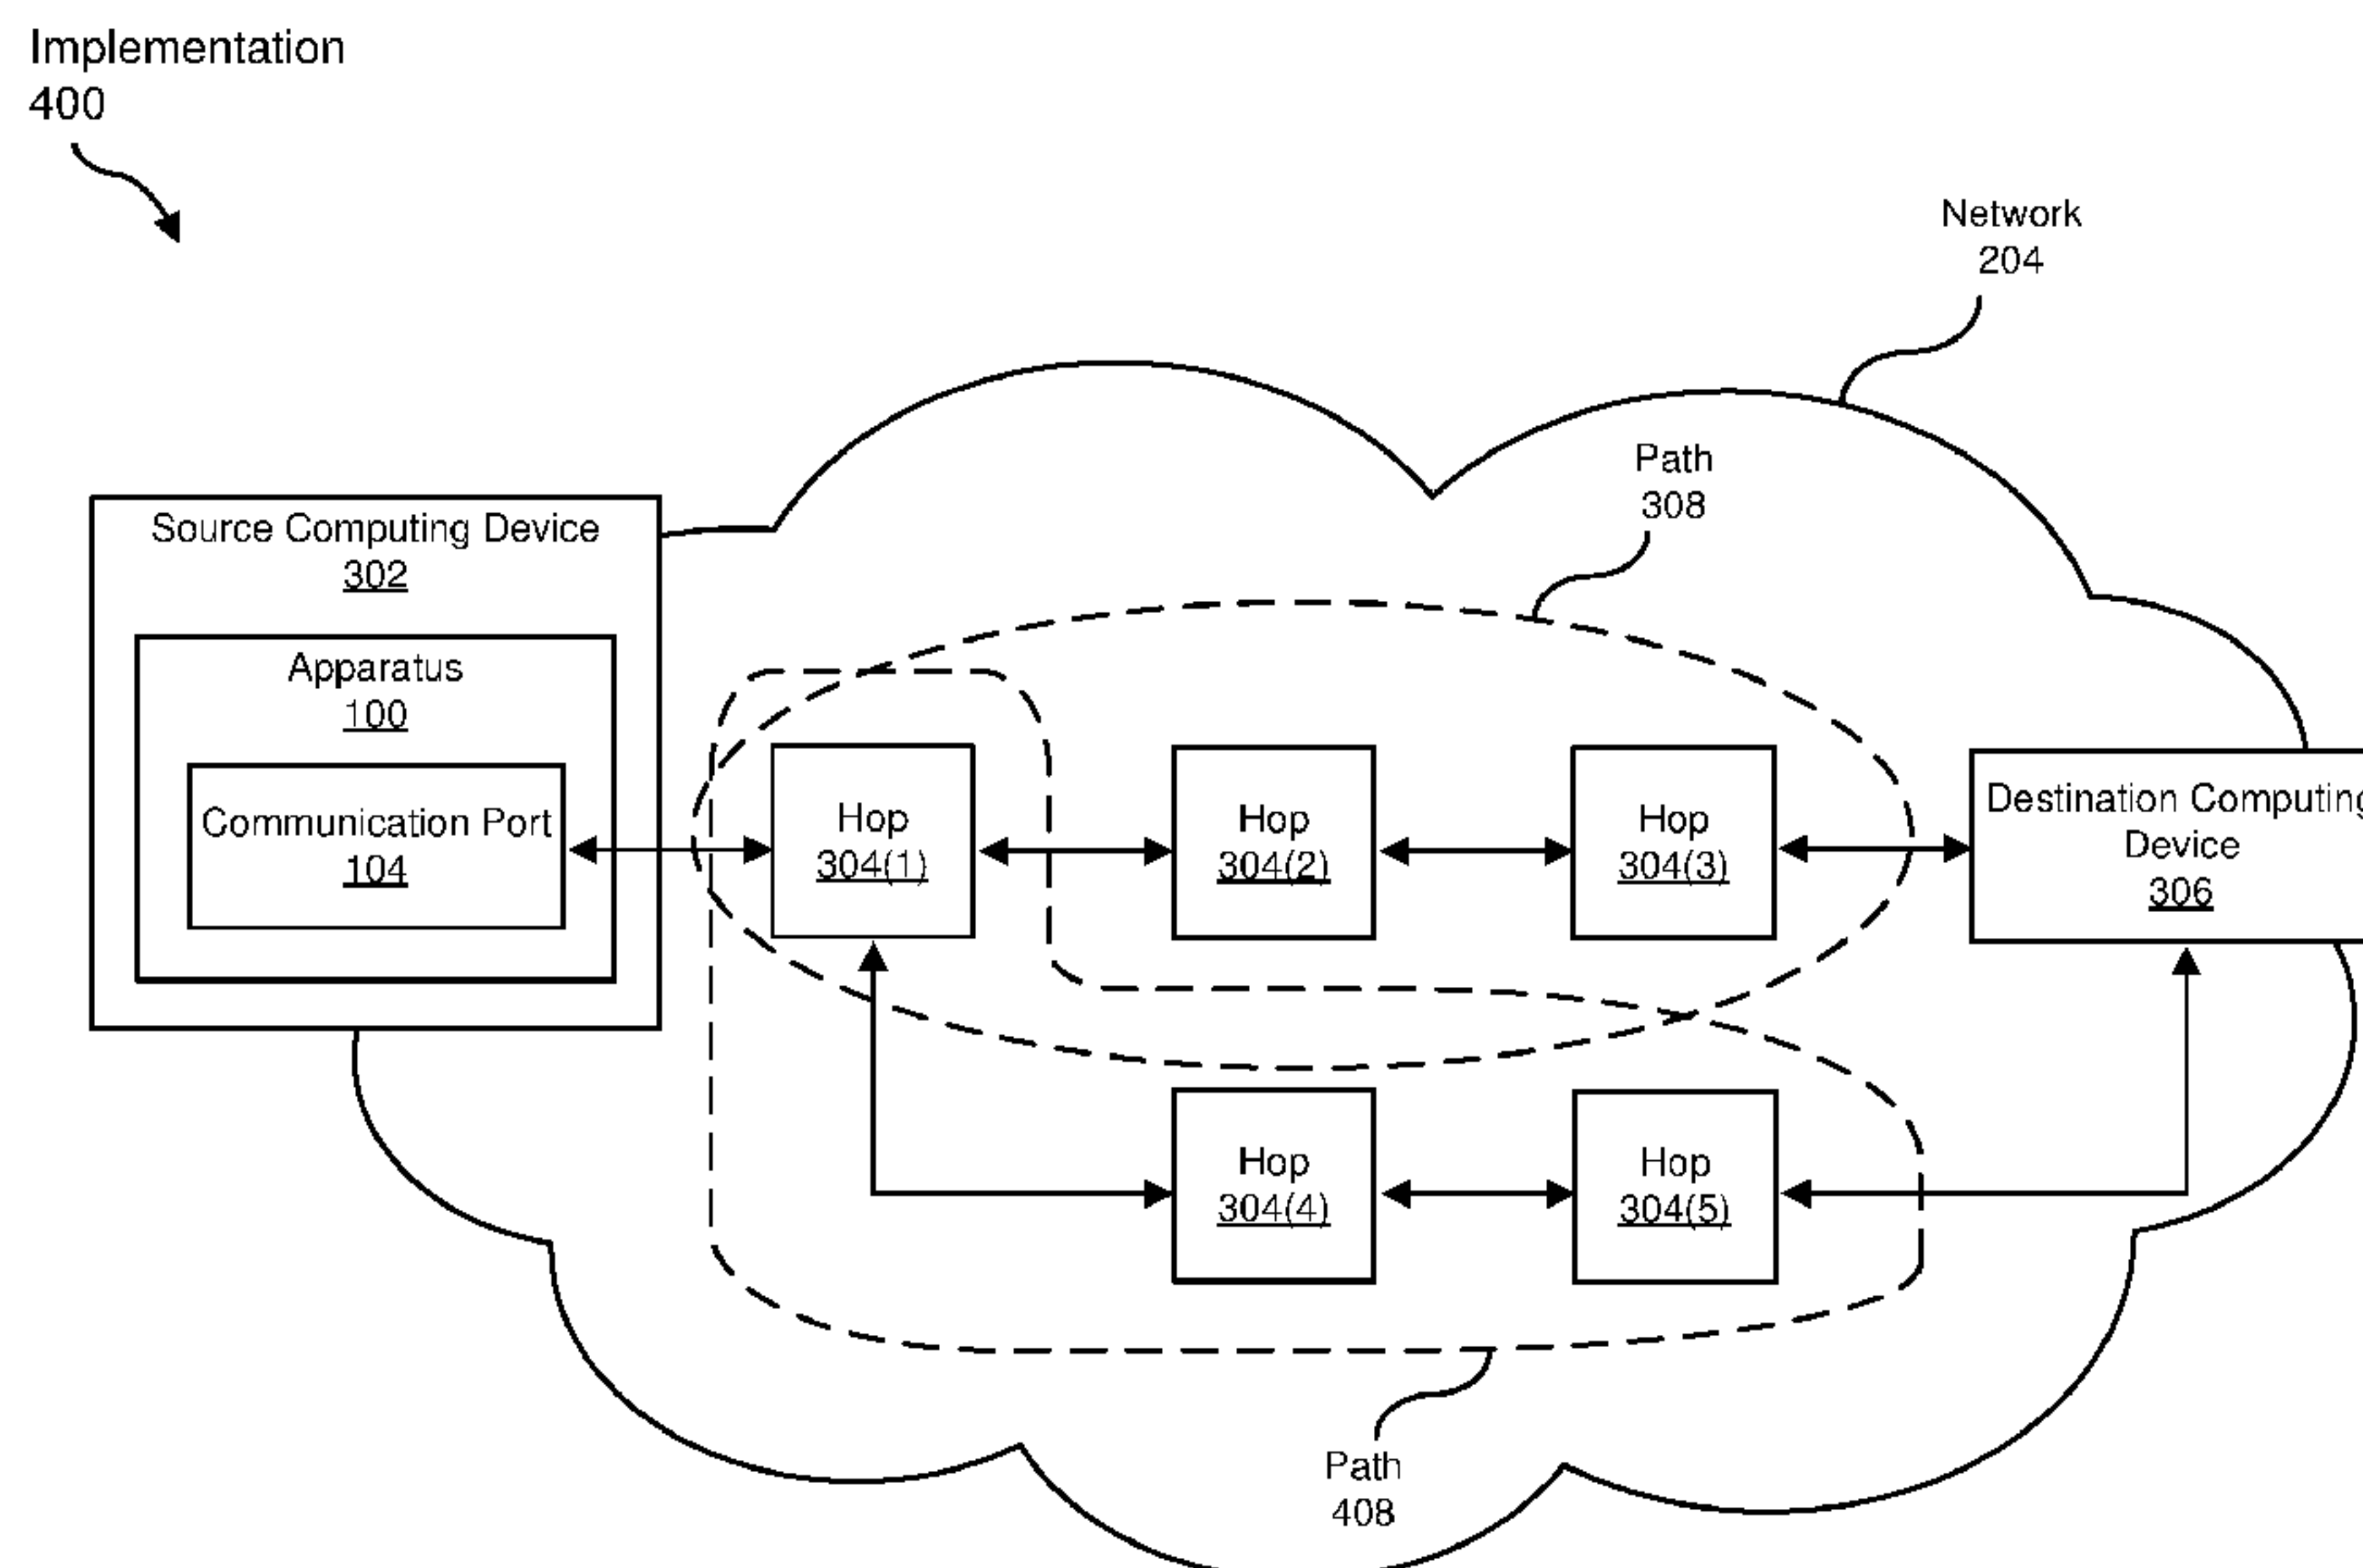 Implementation
400
Network
204
Path
308
Source Computing Device
302
Apparatus
100
Communication Port
104
Hop
304(1)
Hop
304(2)
Hop
304(3)
Destination Computing
Device
306
Hop
304(4)
Hop
304(5)
Path
408